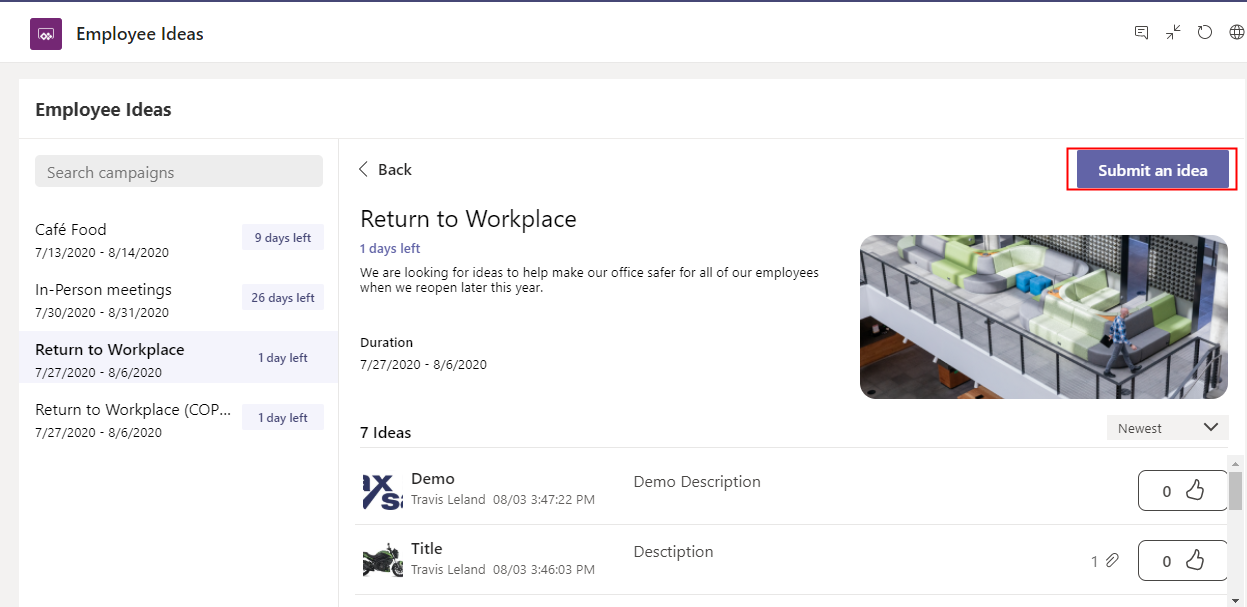 Employee Ideas
Employee Ideas
Search campaigns
Café Food
7/13/2020 - 8/14/2020
9 days left
In-Person meetings
7/30/2020 - 8/31/2020
26 days left
Return to Workplace
7/27/2020 - 8/6/2020
1 day left
Return to Workplace (COP...
7/27/2020 - 8/6/2020
1 day left
Back
Submit an idea
Return to Workplace
1 days left
We are looking for ideas to help make our office safer for all of our employees
when we reopen later this year.
Duration
7/27/2020 - 8/6/2020
7 Ideas
Newest
Demo
Travis Leland 08/03 3:47:22 PM
Demo Description
0
Title
Travis Leland 08/03 3:46:03 PM
Desctiption
1
0